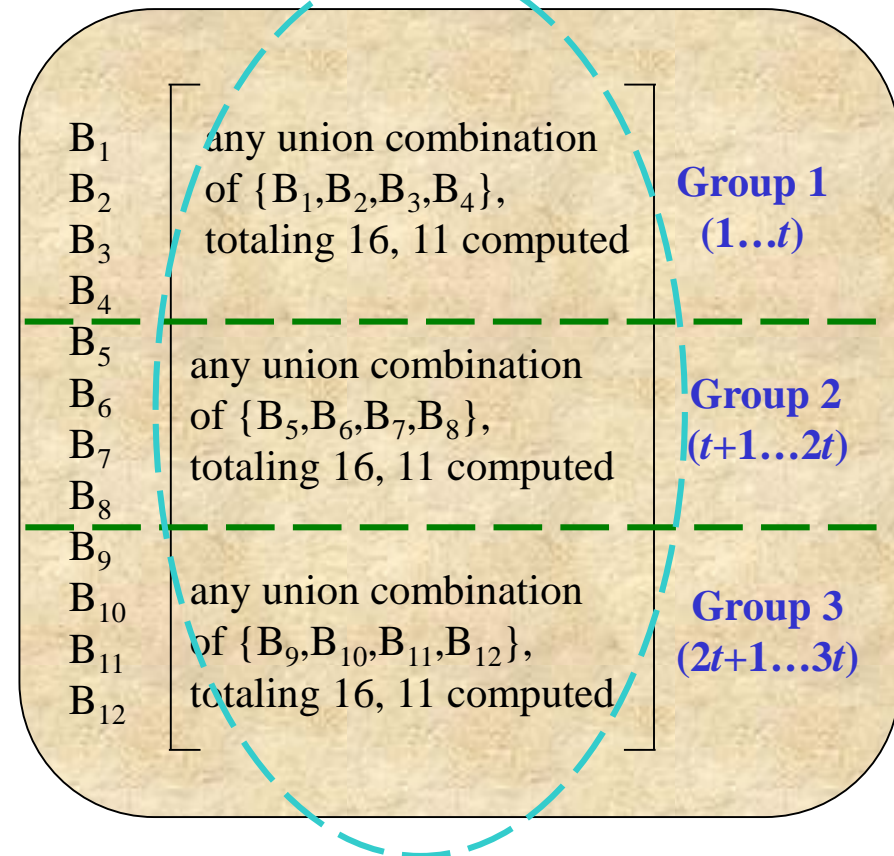 B₁
B₂
B₃
B₄
any union combination
of {B₁,B₂,B₃,B₄},
totaling 16, 11 computed
Group 1
(1…t)
B₅
B₆
B₇
B₈
any union combination
of {B₅,B₆,B₇,B₈},
totaling 16, 11 computed
Group 2
(t+1…2t)
B₉
B₁₀
B₁₁
B₁₂
any union combination
of {B₉,B₁₀,B₁₁,B₁₂},
totaling 16, 11 computed
Group 3
(2t+1…3t)